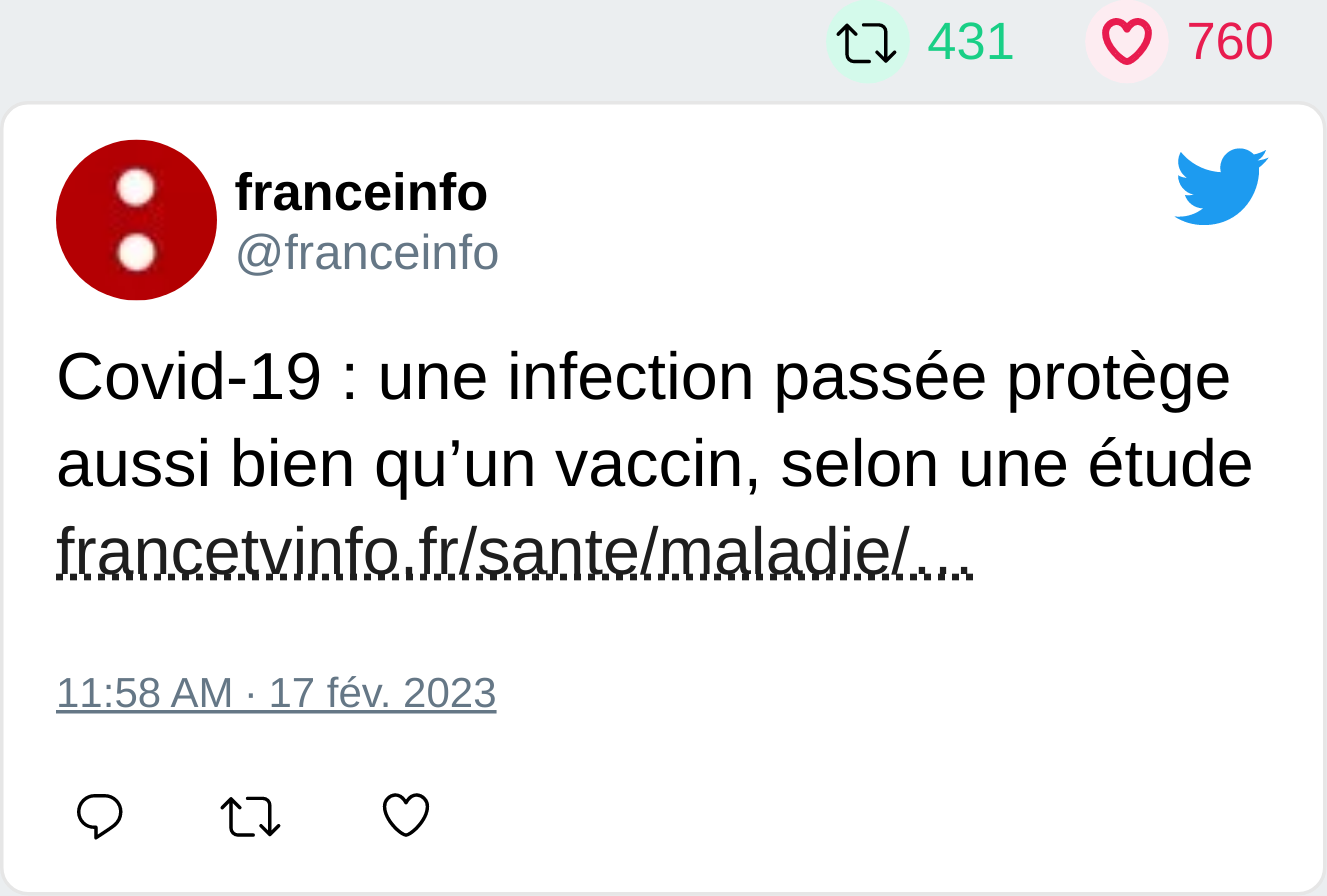 431 760
franceinfo
@franceinfo
Covid-19 : une infection passée protège
aussi bien qu’un vaccin, selon une étude
francetvinfo.fr/sante/maladie/…
11:58 AM · 17 fév. 2023